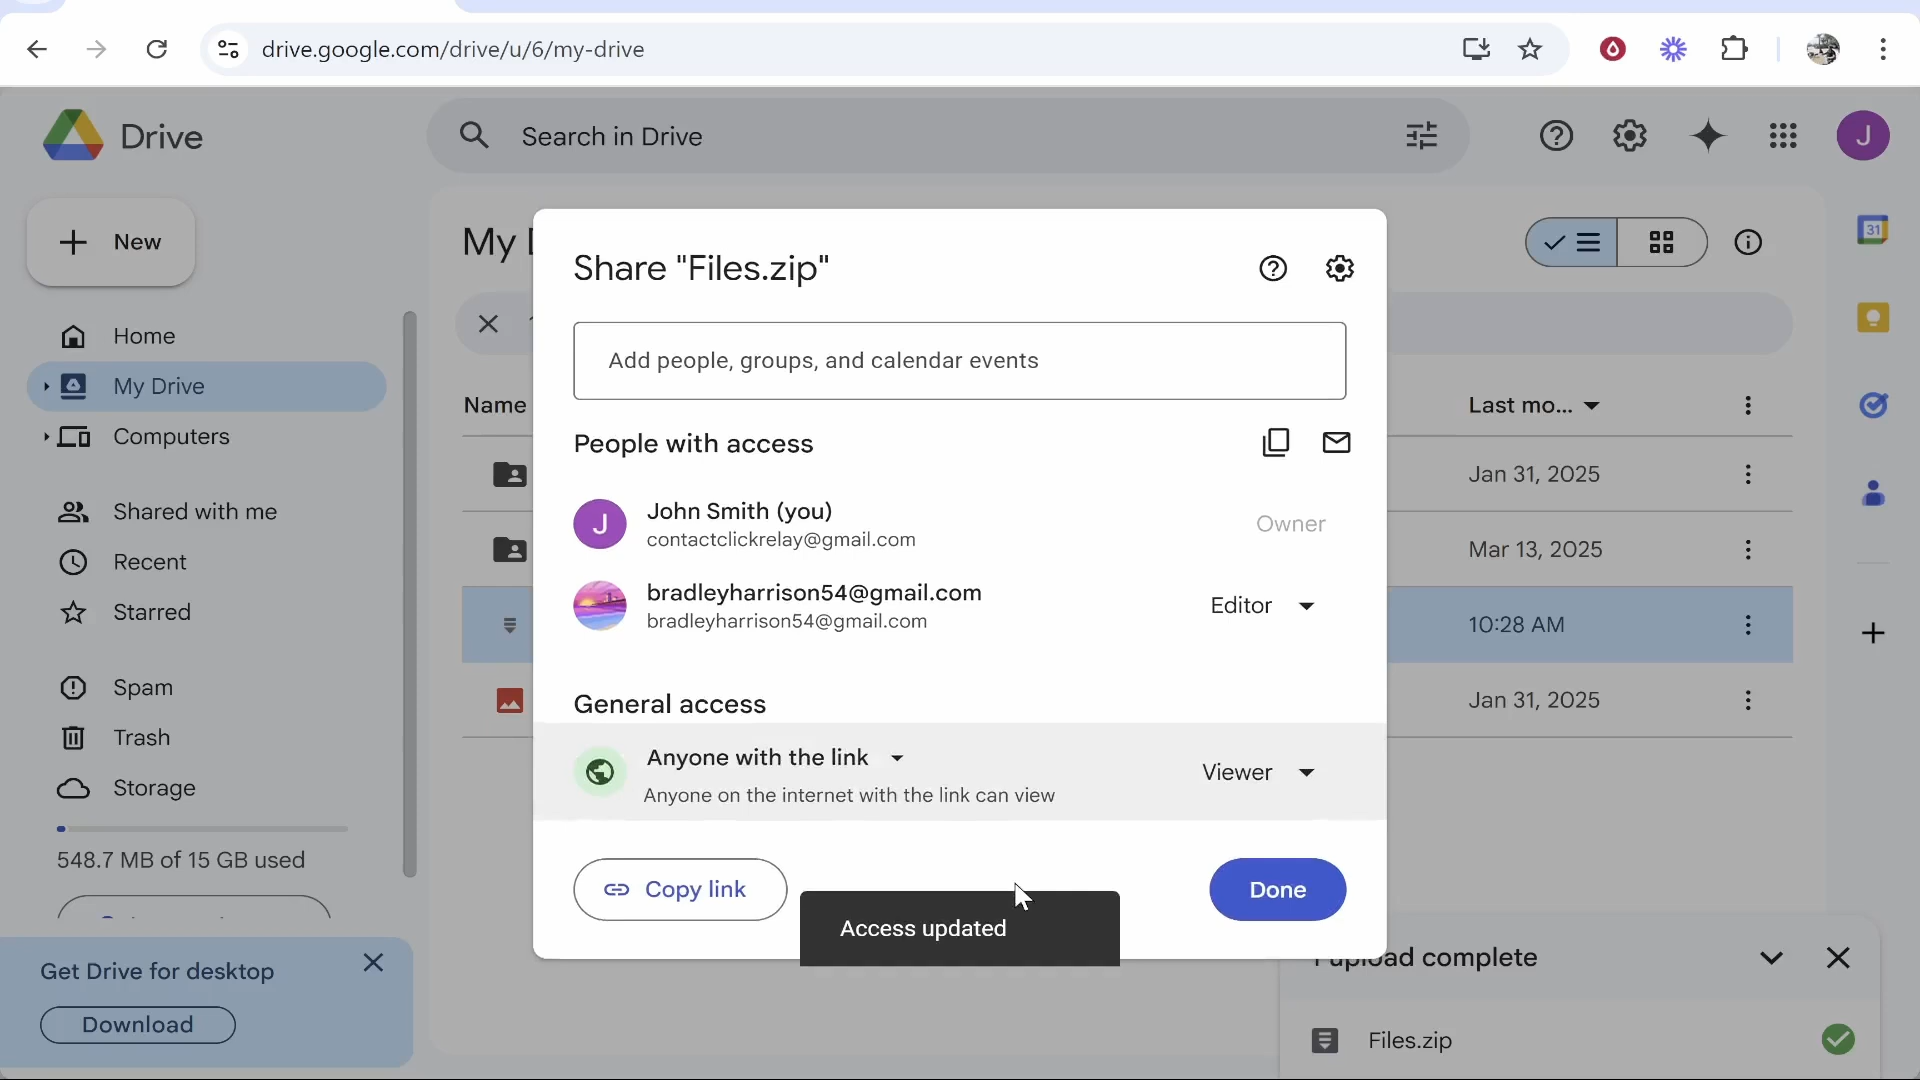 drive.google.com/drive/u/6/my-drive
Drive
Search in Drive
J
New
Home
My Drive
Computers
Shared with me
Recent
Starred
Spam
Trash
Storage
548.7 MB of 15 GB used
Get Drive for desktop
Download
My
Name
Last mo...
Jan 31, 2025
Mar 13, 2025
10:28 AM
Jan 31, 2025
31
Share "Files.zip"
Add people, groups, and calendar events
People with access
J
John Smith (you)
contactclickrelay@gmail.com
Owner
bradleyharrison54@gmail.com
bradleyharrison54@gmail.com
Editor
General access
Anyone with the link
Anyone on the internet with the link can view
Viewer
Copy link
Done
Access updated
upload complete
Files.zip